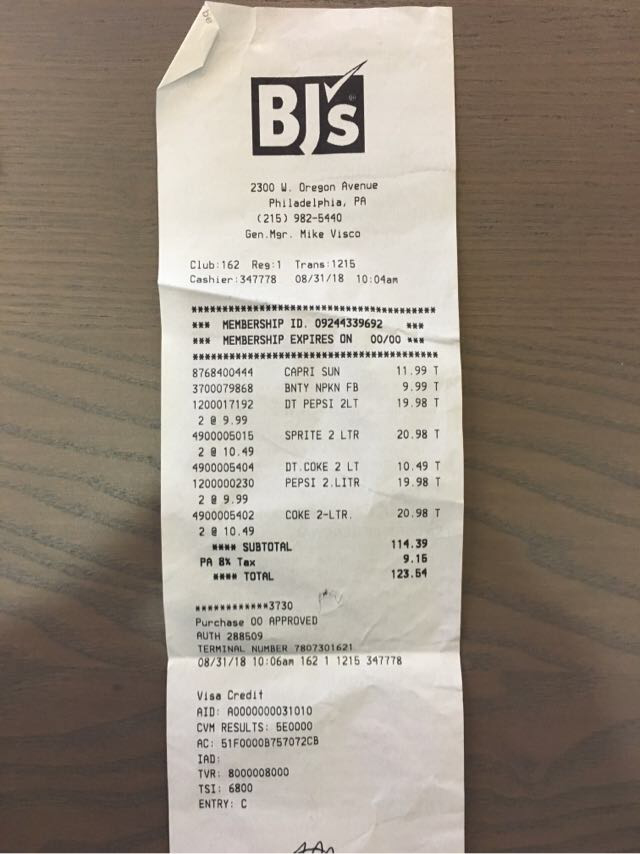 BJ's
2300 W. Oregon Avenue
Philadelphia, PA
(215) 982-5440
Gen.Mgr. Mike Visco
Club:162 Reg:1 Trans:1215
Cashier:347778 08/31/18 10:04am
****************************************
*** MEMBERSHIP ID. 09244339692 ***
*** MEMBERSHIP EXPIRES ON 00/00 ***
****************************************
8768400444 CAPRI SUN 11.99 T
3700079868 BNTY NPKN FB 9.99 T
1200017192 DT PEPSI 2LT 19.98 T
2 @ 9.99
4900005015 SPRITE 2 LTR 20.98 T
2 @ 10.49
4900005404 DT.COKE 2 LT 10.49 T
1200000230 PEPSI 2.LITR 19.98 T
2 @ 9.99
4900005402 COKE 2-LTR. 20.98 T
2 @ 10.49
**** SUBTOTAL 114.39
PA 8% Tax 9.15
**** TOTAL 123.54
************3730
Purchase 00 APPROVED
AUTH 288509
TERMINAL NUMBER 7807301621
08/31/18 10:06am 162 1 1215 347778
Visa Credit
AID: A0000000031010
CVM RESULTS: 5E0000
AC: 51F0000B757072CB
IAD:
TVR: 8000008000
TSI: 6800
ENTRY: C